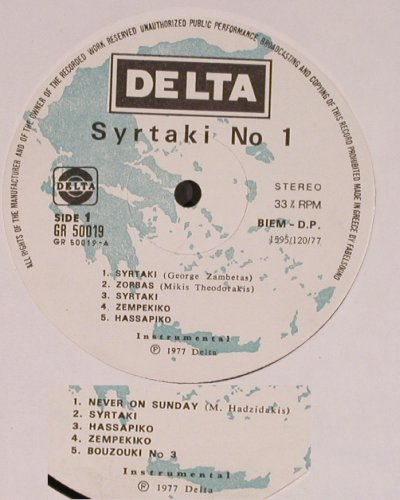 ALL RIGHTS OF THE MANUFACTURER AND OF THE OWNER OF THE RECORDED WORK RESERVED UNAUTHORIZED PUBLIC PERFORMANCE BROADCASTING AND COPYING OF THIS RECORD PROHIBITED MADE IN GREECE BY FABELSOUND
DELTA
Syrtaki No 1
DELTA
STEREO
SIDE 1
33⅓ RPM
GR 50019
BIEM - D.P.
GR 50019-A
1595/120/77
1. SYRTAKI (George Zambetas)
2. ZORBAS (Mikis Theodorakis)
3. SYRTAKI
4. ZEMPEKIKO
5. HASSAPIKO
Instrumental
Ⓟ 1977 Delta
1. NEVER ON SUNDAY (M. Hadzidakis)
2. SYRTAKI
3. HASSAPIKO
4. ZEMPEKIKO
5. BOUZOUKI No 3
Instrumental
Ⓟ 1977 Delta